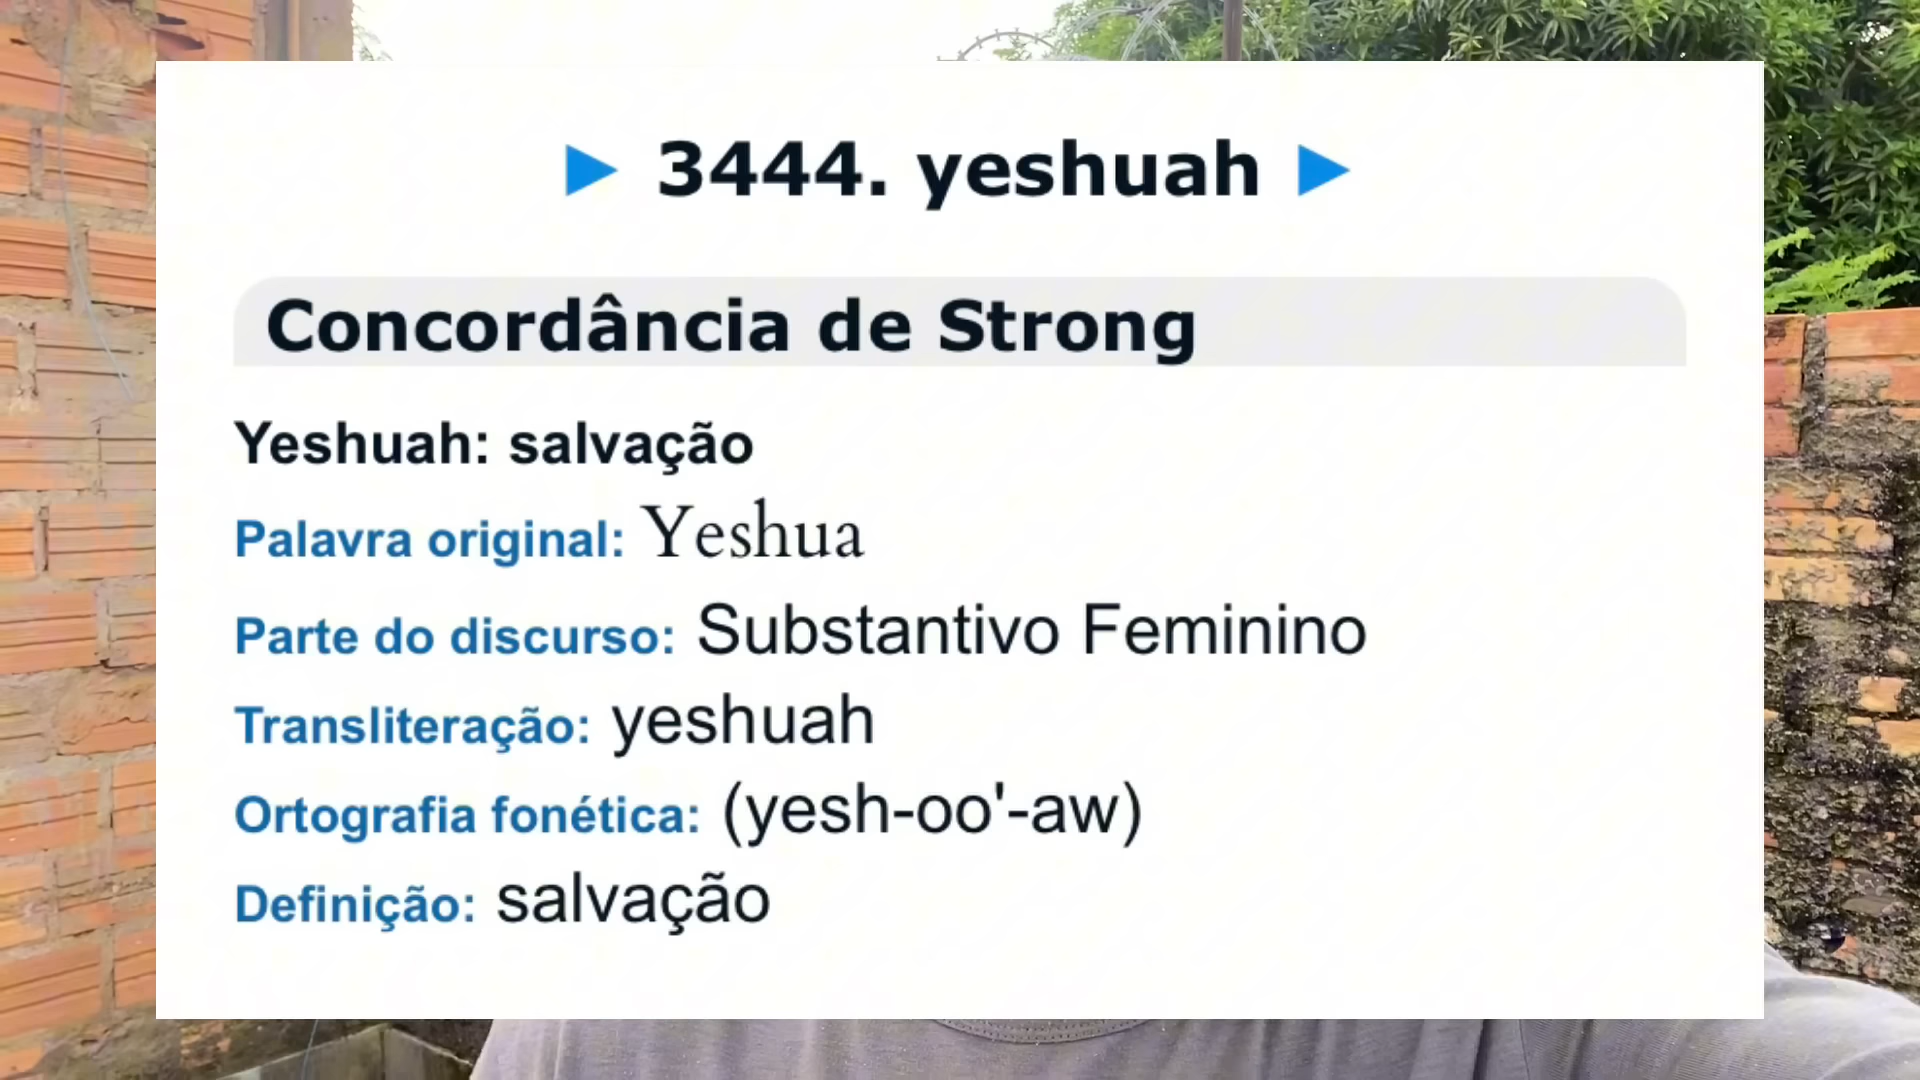 ▶ 3444. yeshuah ▶
Concordância de Strong
Yeshuah: salvação
Palavra original: Yeshua
Parte do discurso: Substantivo Feminino
Transliteração: yeshuah
Ortografia fonética: (yesh-oo'-aw)
Definição: salvação